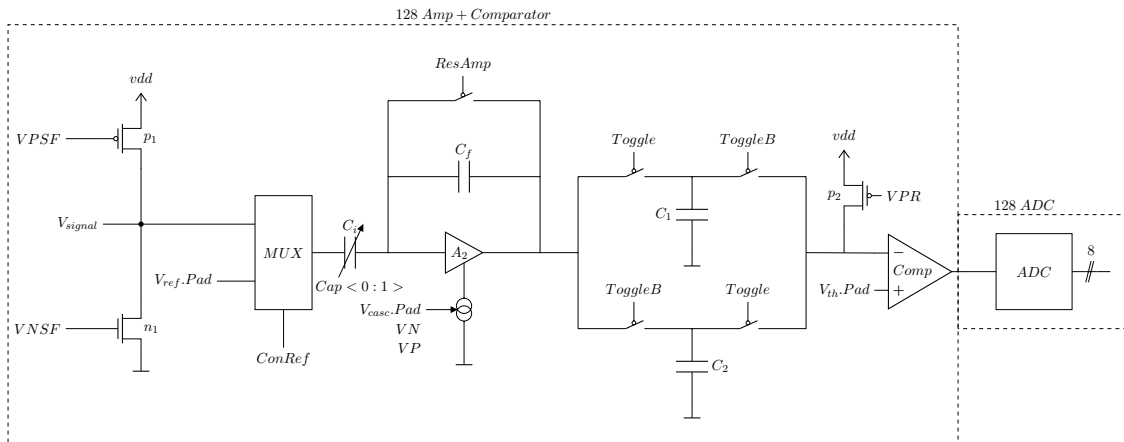 128 Amp + Comparator
ResAmp
vdd
VPSF
p1
Cf
Toggle
ToggleB
vdd
p2
VPR
128 ADC
Vsignal
Ci
C1
MUX
A2
−
Comp
ADC
8
Vref.Pad
Cap < 0 : 1 >
Vcasc.Pad
VN
VP
ToggleB
Toggle
Vth.Pad
+
VNSF
n1
ConRef
C2